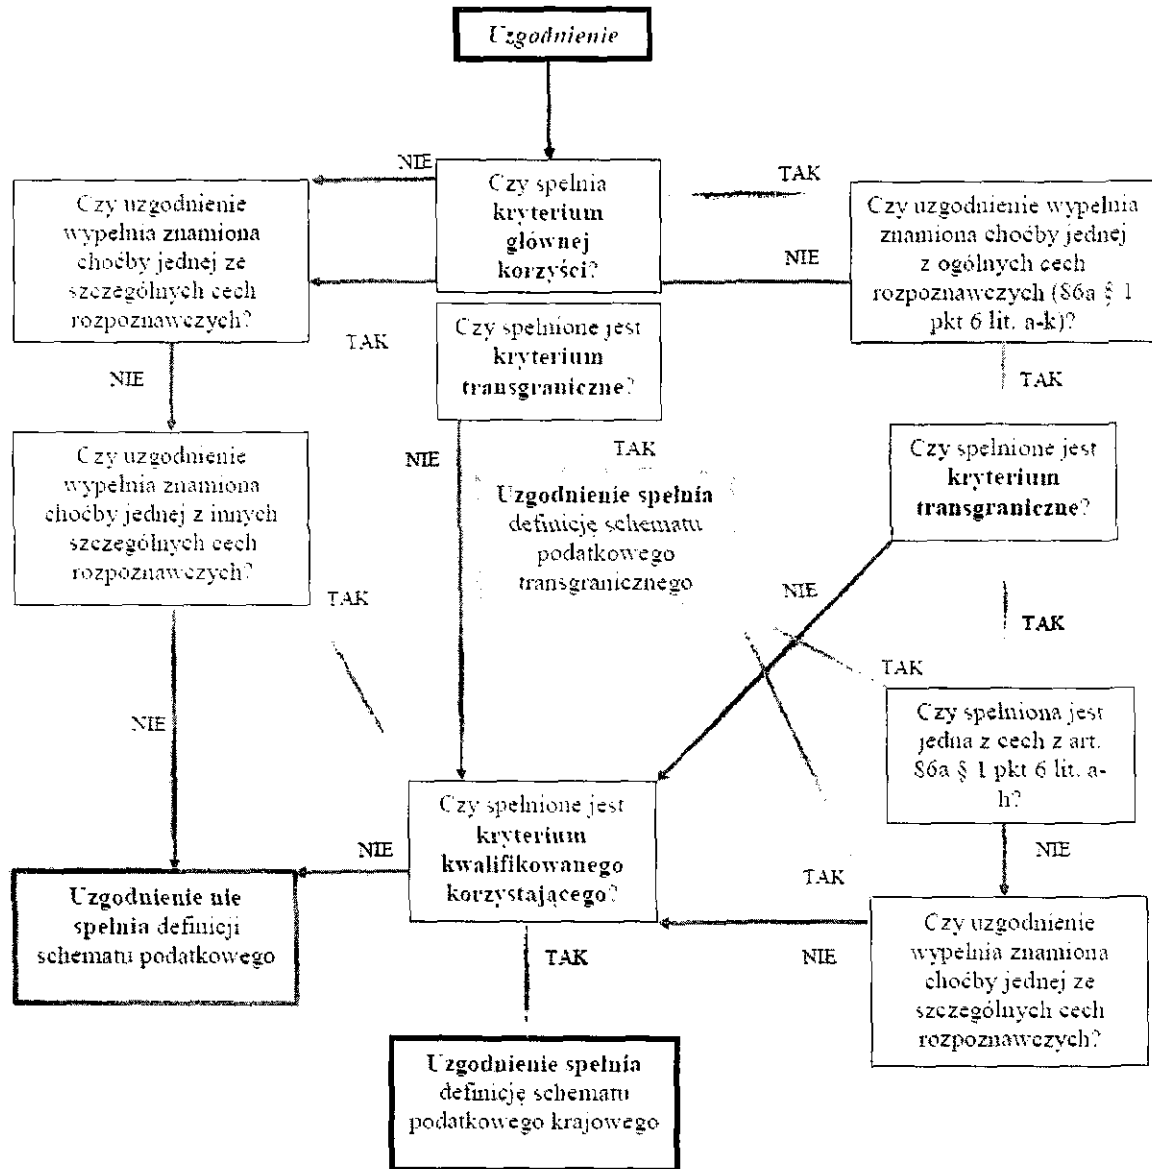 Uzgodnienie
NIE
Czy spełnia
kryterium
głównej
korzyści?
TAK
NIE
Czy uzgodnienie
wypełnia znamiona
choćby jednej ze
szczególnych cech
rozpoznawczych?
Czy uzgodnienie wypełnia
znamiona choćby jednej
z ogólnych cech
rozpoznawczych (86a § 1
pkt 6 lit. a-k)?
TAK
Czy spełnione jest
kryterium
transgraniczne?
NIE
TAK
Czy uzgodnienie
wypełnia znamiona
choćby jednej z innych
szczególnych cech
rozpoznawczych?
NIE
TAK
Uzgodnienie spełnia
definicję schematu
podatkowego
transgranicznego
Czy spełnione jest
kryterium
transgraniczne?
TAK
NIE
TAK
TAK
NIE
Czy spełniona jest
jedna z cech z art.
86a § 1 pkt 6 lit. a-
h?
Czy spełnione jest
kryterium
kwalifikowanego
korzystającego?
NIE
TAK
NIE
Uzgodnienie nie
spełnia definicji
schematu podatkowego
TAK
NIE
Czy uzgodnienie
wypełnia znamiona
choćby jednej ze
szczególnych cech
rozpoznawczych?
Uzgodnienie spełnia
definicję schematu
podatkowego krajowego